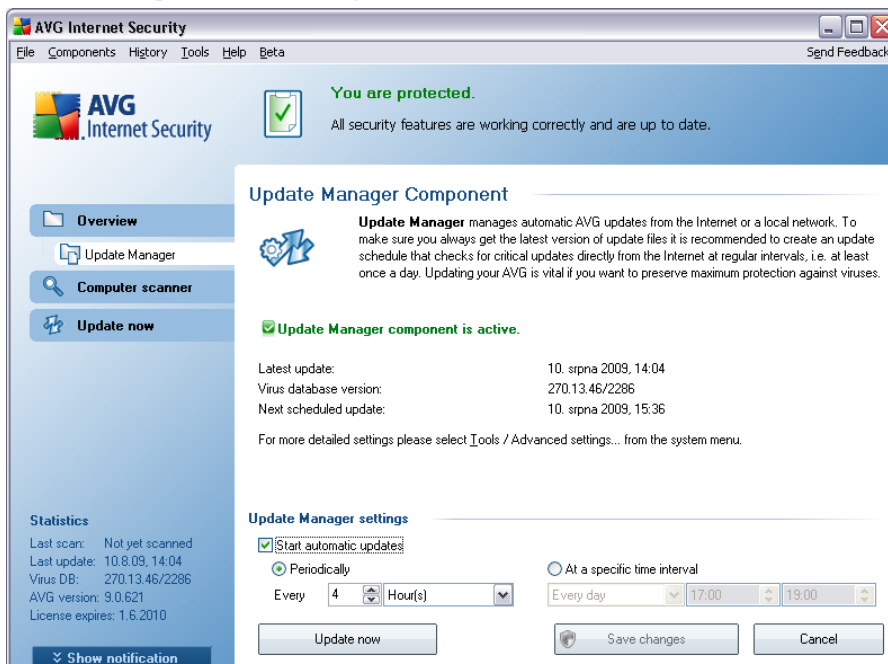 AVG Internet Security
File Components History Tools Help Beta Send Feedback
AVG
Internet Security
You are protected.
All security features are working correctly and are up to date.
Overview
Update Manager
Computer scanner
Update now
Update Manager Component
Update Manager manages automatic AVG updates from the Internet or a local network. To
make sure you always get the latest version of update files it is recommended to create an update
schedule that checks for critical updates directly from the Internet at regular intervals, i.e. at least
once a day. Updating your AVG is vital if you want to preserve maximum protection against viruses.
Update Manager component is active.
Latest update: 10. srpna 2009, 14:04
Virus database version: 270.13.46/2286
Next scheduled update: 10. srpna 2009, 15:36
For more detailed settings please select Tools / Advanced settings... from the system menu.
Statistics
Last scan: Not yet scanned
Last update: 10.8.09, 14:04
Virus DB: 270.13.46/2286
AVG version: 9.0.621
License expires: 1.6.2010
Show notification
Update Manager settings
Start automatic updates
Periodically At a specific time interval
Every 4 Hour(s) Every day 17:00 19:00
Update now Save changes Cancel